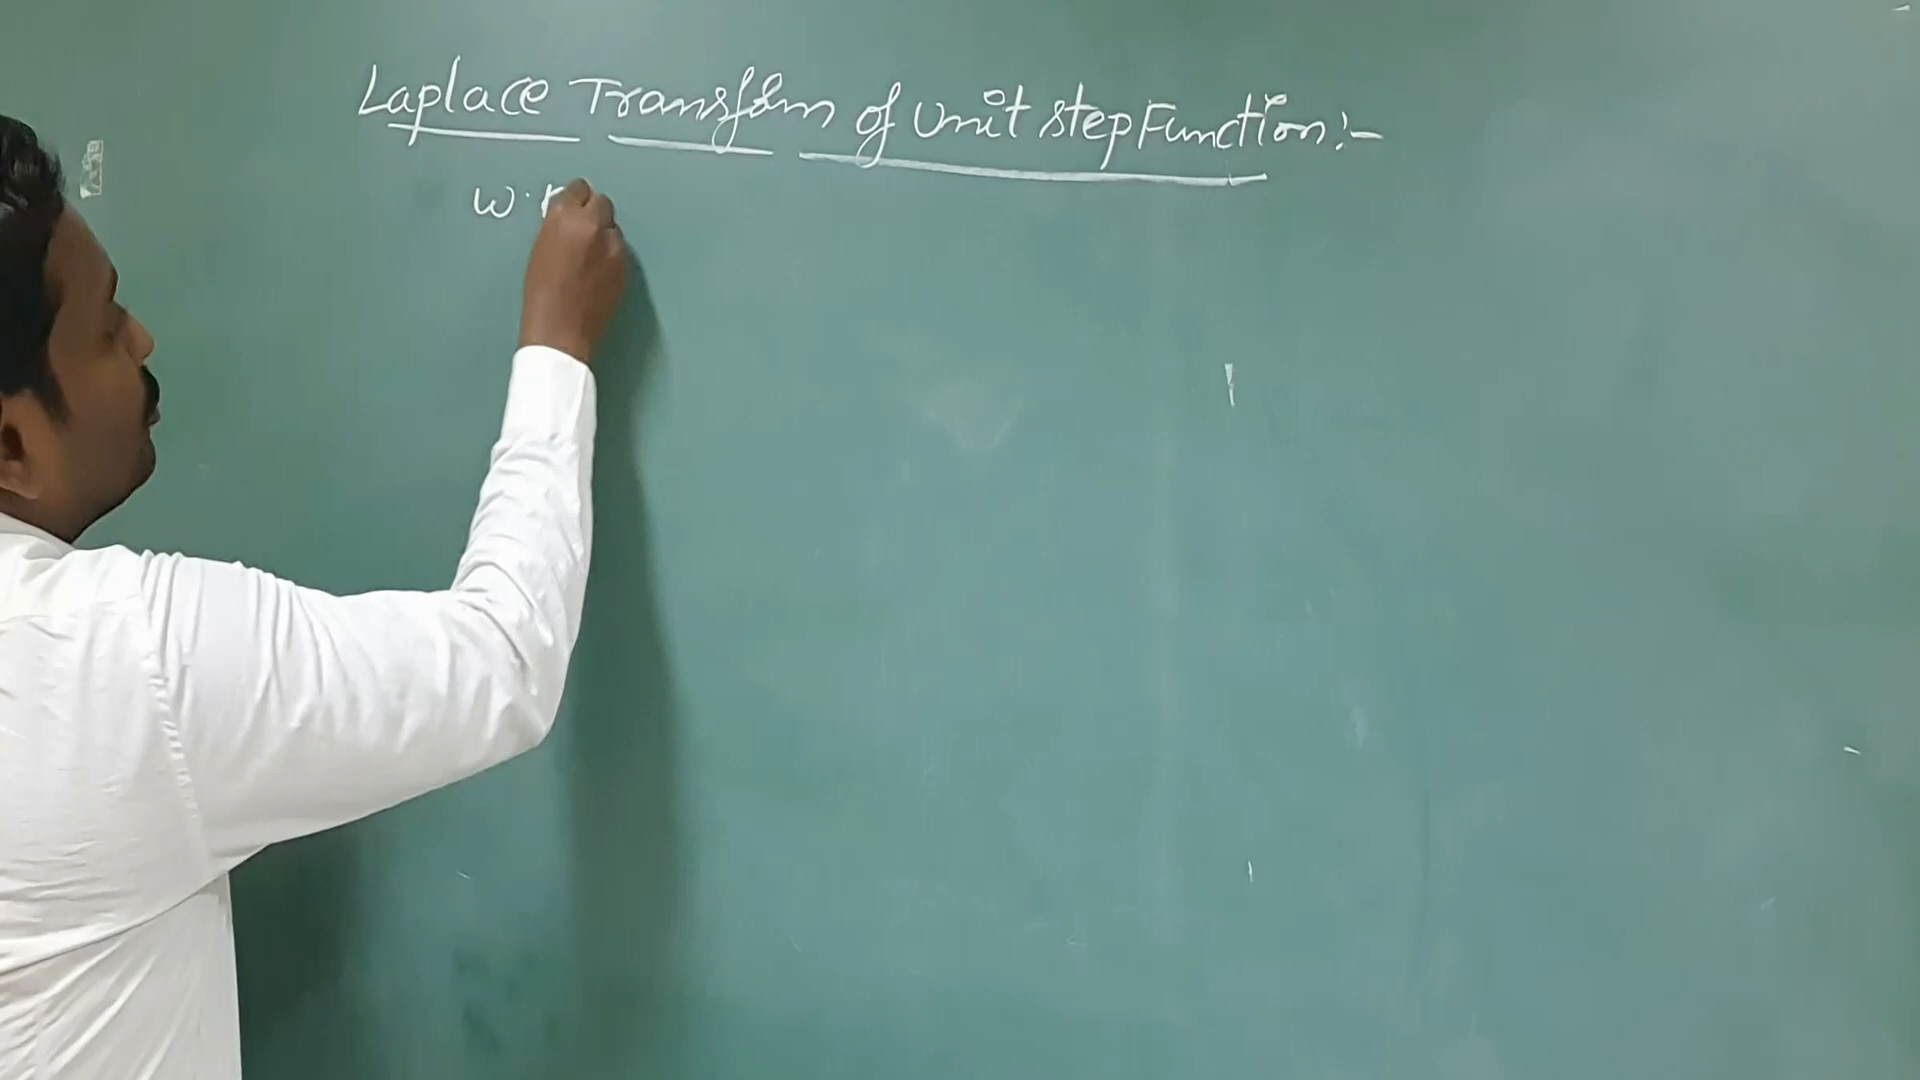 Laplace Transform of Unit Step Function:-
W.